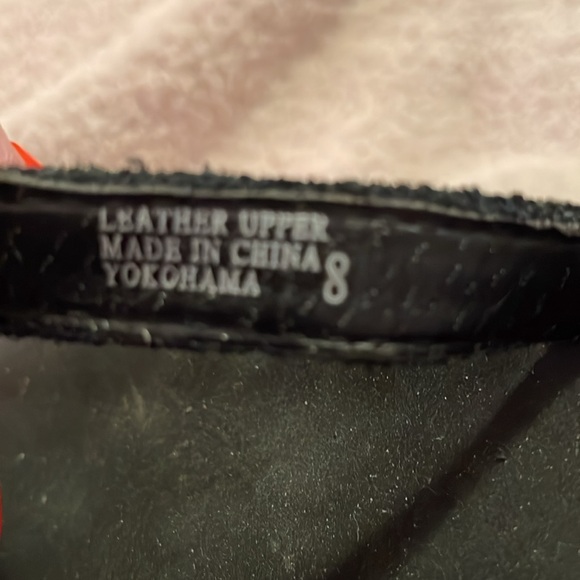 LEATHER UPPER
MADE IN CHINA
YOKOHAMA 8